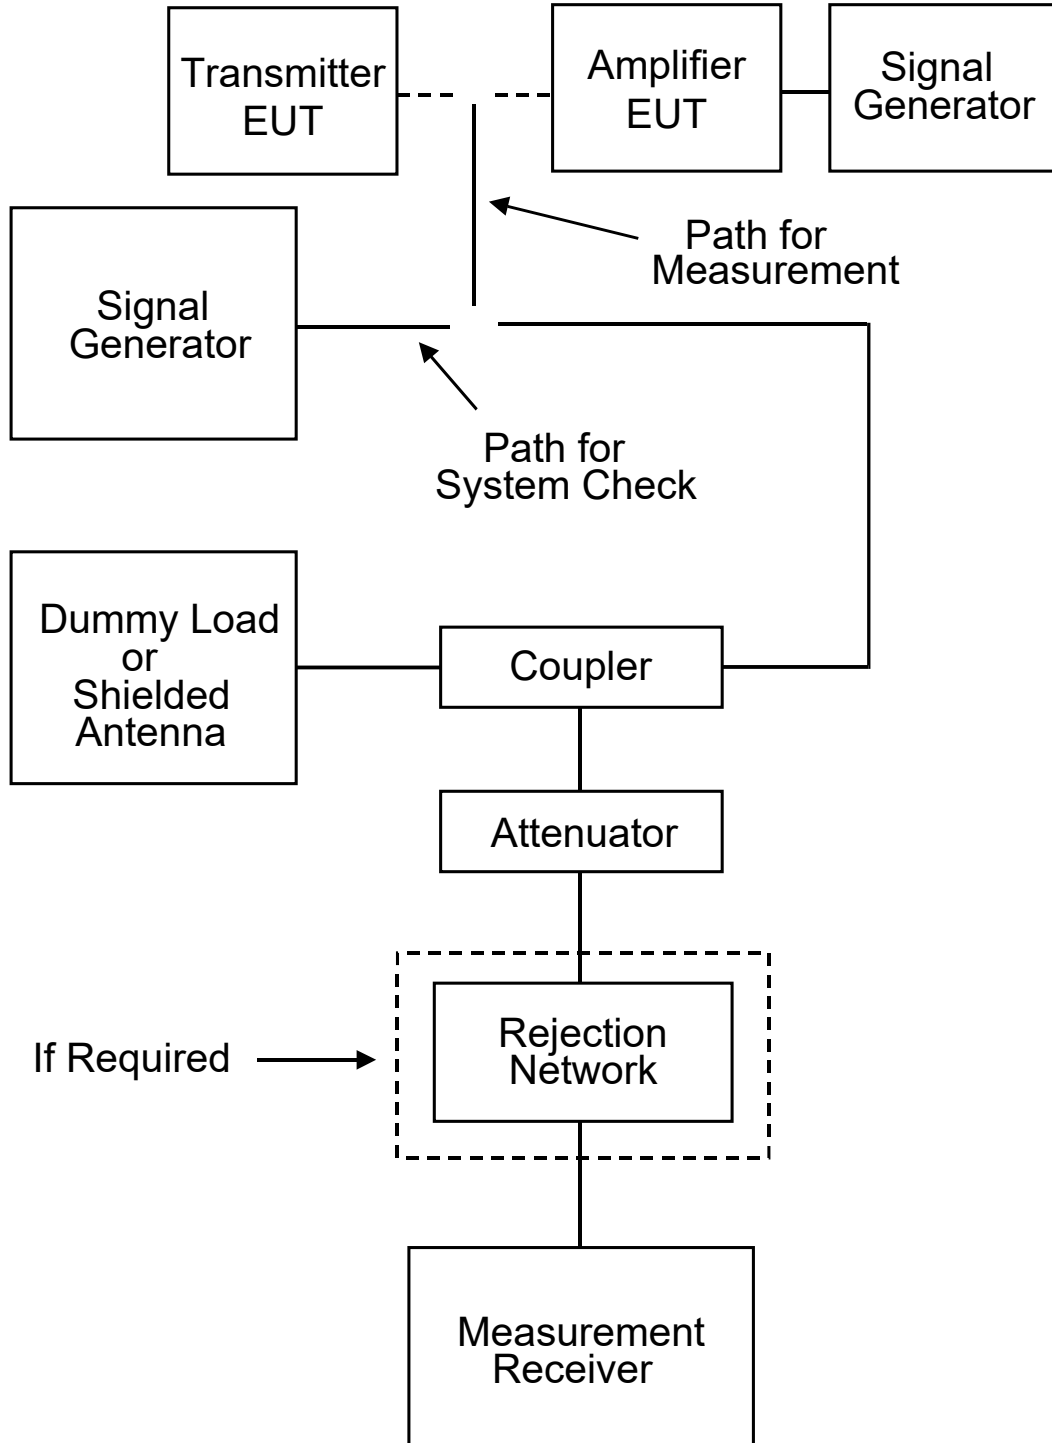 Transmitter
EUT
Amplifier
EUT
Signal
Generator
Path for
Measurement
Signal
Generator
Path for
System Check
Dummy Load
or
Shielded
Antenna
Coupler
Attenuator
If Required
Rejection
Network
Measurement
Receiver